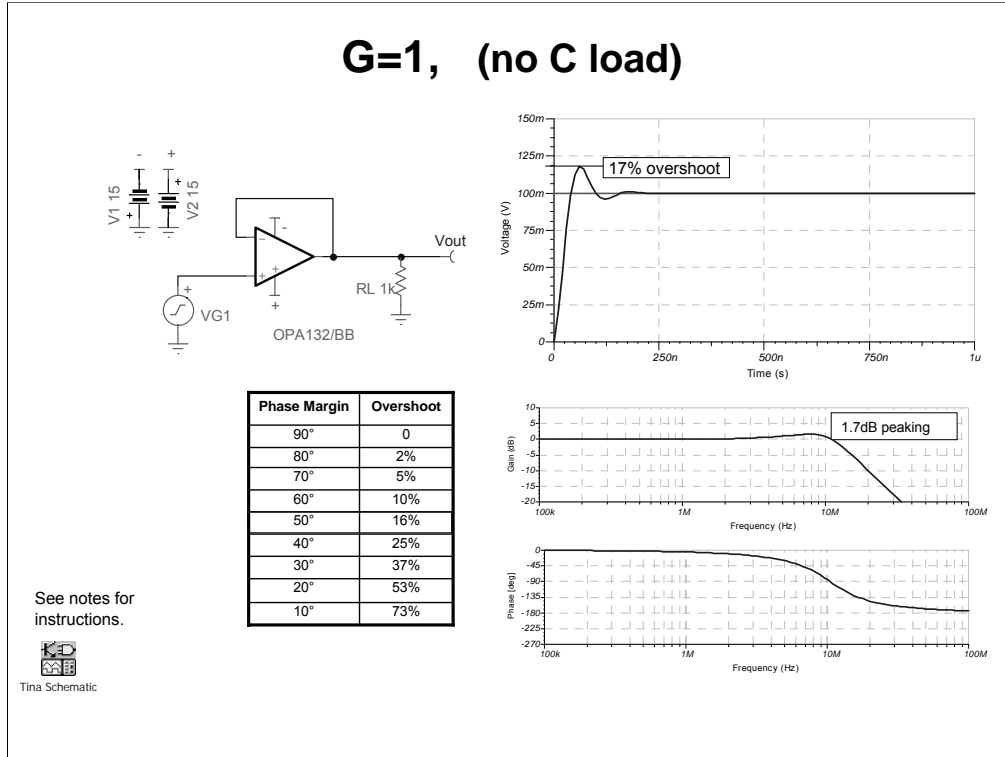 G=1, (no C load)
- +
V1 15
V2 15
+ +
-
- 
+ +
+
+
VG1
OPA132/BB
RL 1k
Vout
150m
125m
100m
75m
50m
25m
0
Voltage (V)
17% overshoot
0 250n 500n 750n 1u
Time (s)
Phase Margin Overshoot
90° 0
80° 2%
70° 5%
60° 10%
50° 16%
40° 25%
30° 37%
20° 53%
10° 73%
10
5
0
-5
-10
-15
-20
Gain (dB)
1.7dB peaking
100k 1M 10M 100M
Frequency (Hz)
0
-45
-90
-135
-180
-225
-270
Phase [deg]
100k 1M 10M 100M
Frequency (Hz)
See notes for
instructions.
Tina Schematic